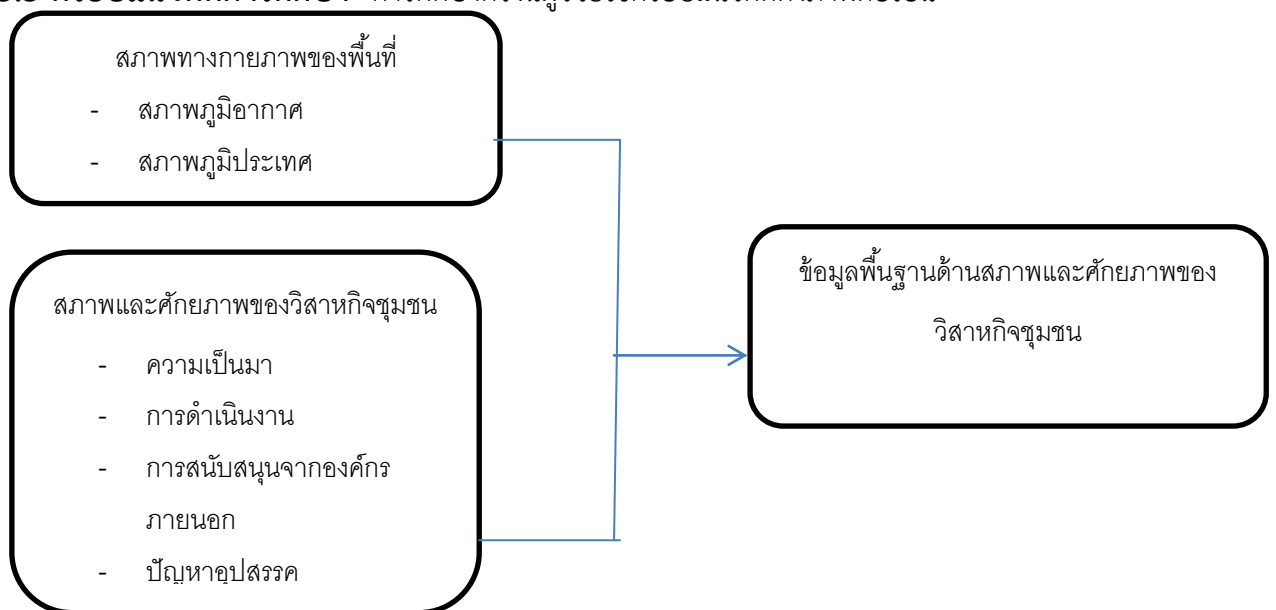 สภาพทางกายภาพของพื้นที่
- สภาพภูมิอากาศ
- สภาพภูมิประเทศ
สภาพและศักยภาพของวิสาหกิจชุมชน
- ความเป็นมา
- การดำเนินงาน
- การสนับสนุนจากองค์กร
ภายนอก
- ปัญหาอุปสรรค
ข้อมูลพื้นฐานด้านสภาพและศักยภาพของ
วิสาหกิจชุมชน